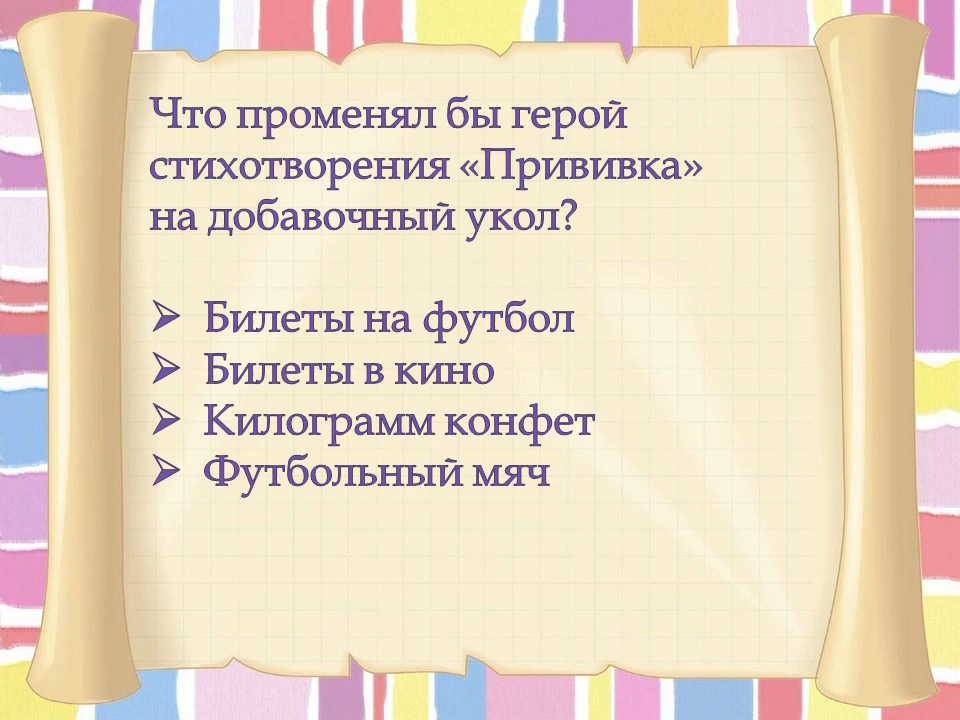 Что променял бы герой
стихотворения «Прививка»
на добавочный укол?
➢ Билеты на футбол
➢ Билеты в кино
➢ Килограмм конфет
➢ Футбольный мяч